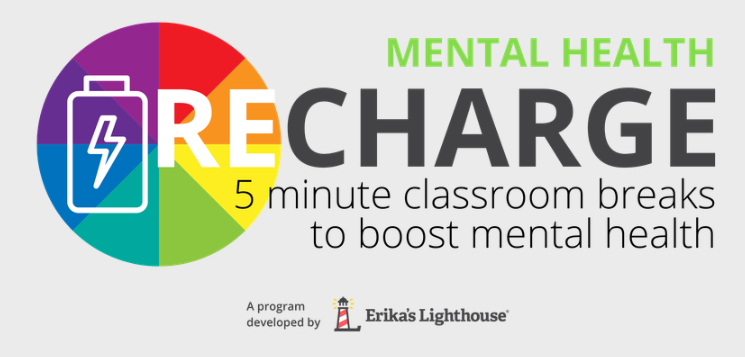 MENTAL HEALTH
RECHARGE
5 minute classroom breaks
to boost mental health
A program
developed by
Erika's Lighthouse